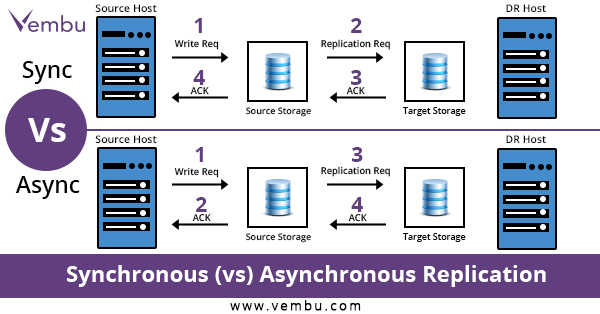 Vembu
Source Host
DR Host
Sync
1
Write Req
2
Replication Req
4
ACK
3
ACK
Source Storage
Target Storage
Vs
Source Host
DR Host
Async
1
Write Req
3
Replication Req
2
ACK
4
ACK
Source Storage
Target Storage
Synchronous (vs) Asynchronous Replication
www.vembu.com